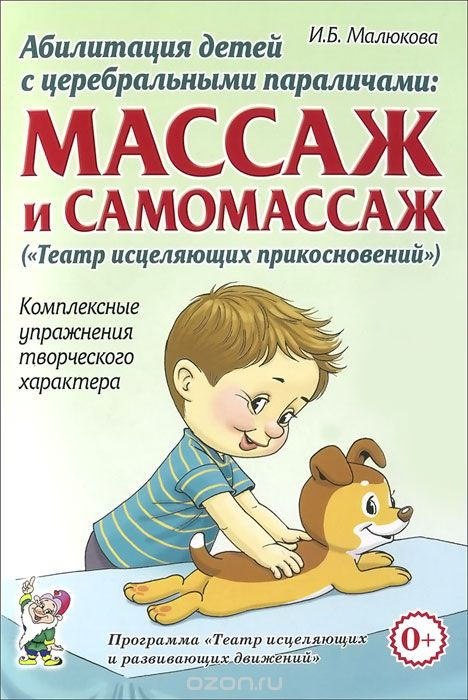 И.Б. Малюкова
Абилитация детей
с церебральными параличами:
МАССАЖ
И САМОМАССАЖ
(«Театр исцеляющих прикосновений»)
Комплексные
упражнения
творческого
характера
Программа «Театр исцеляющих
и развивающих движений»
0+
ozon.ru